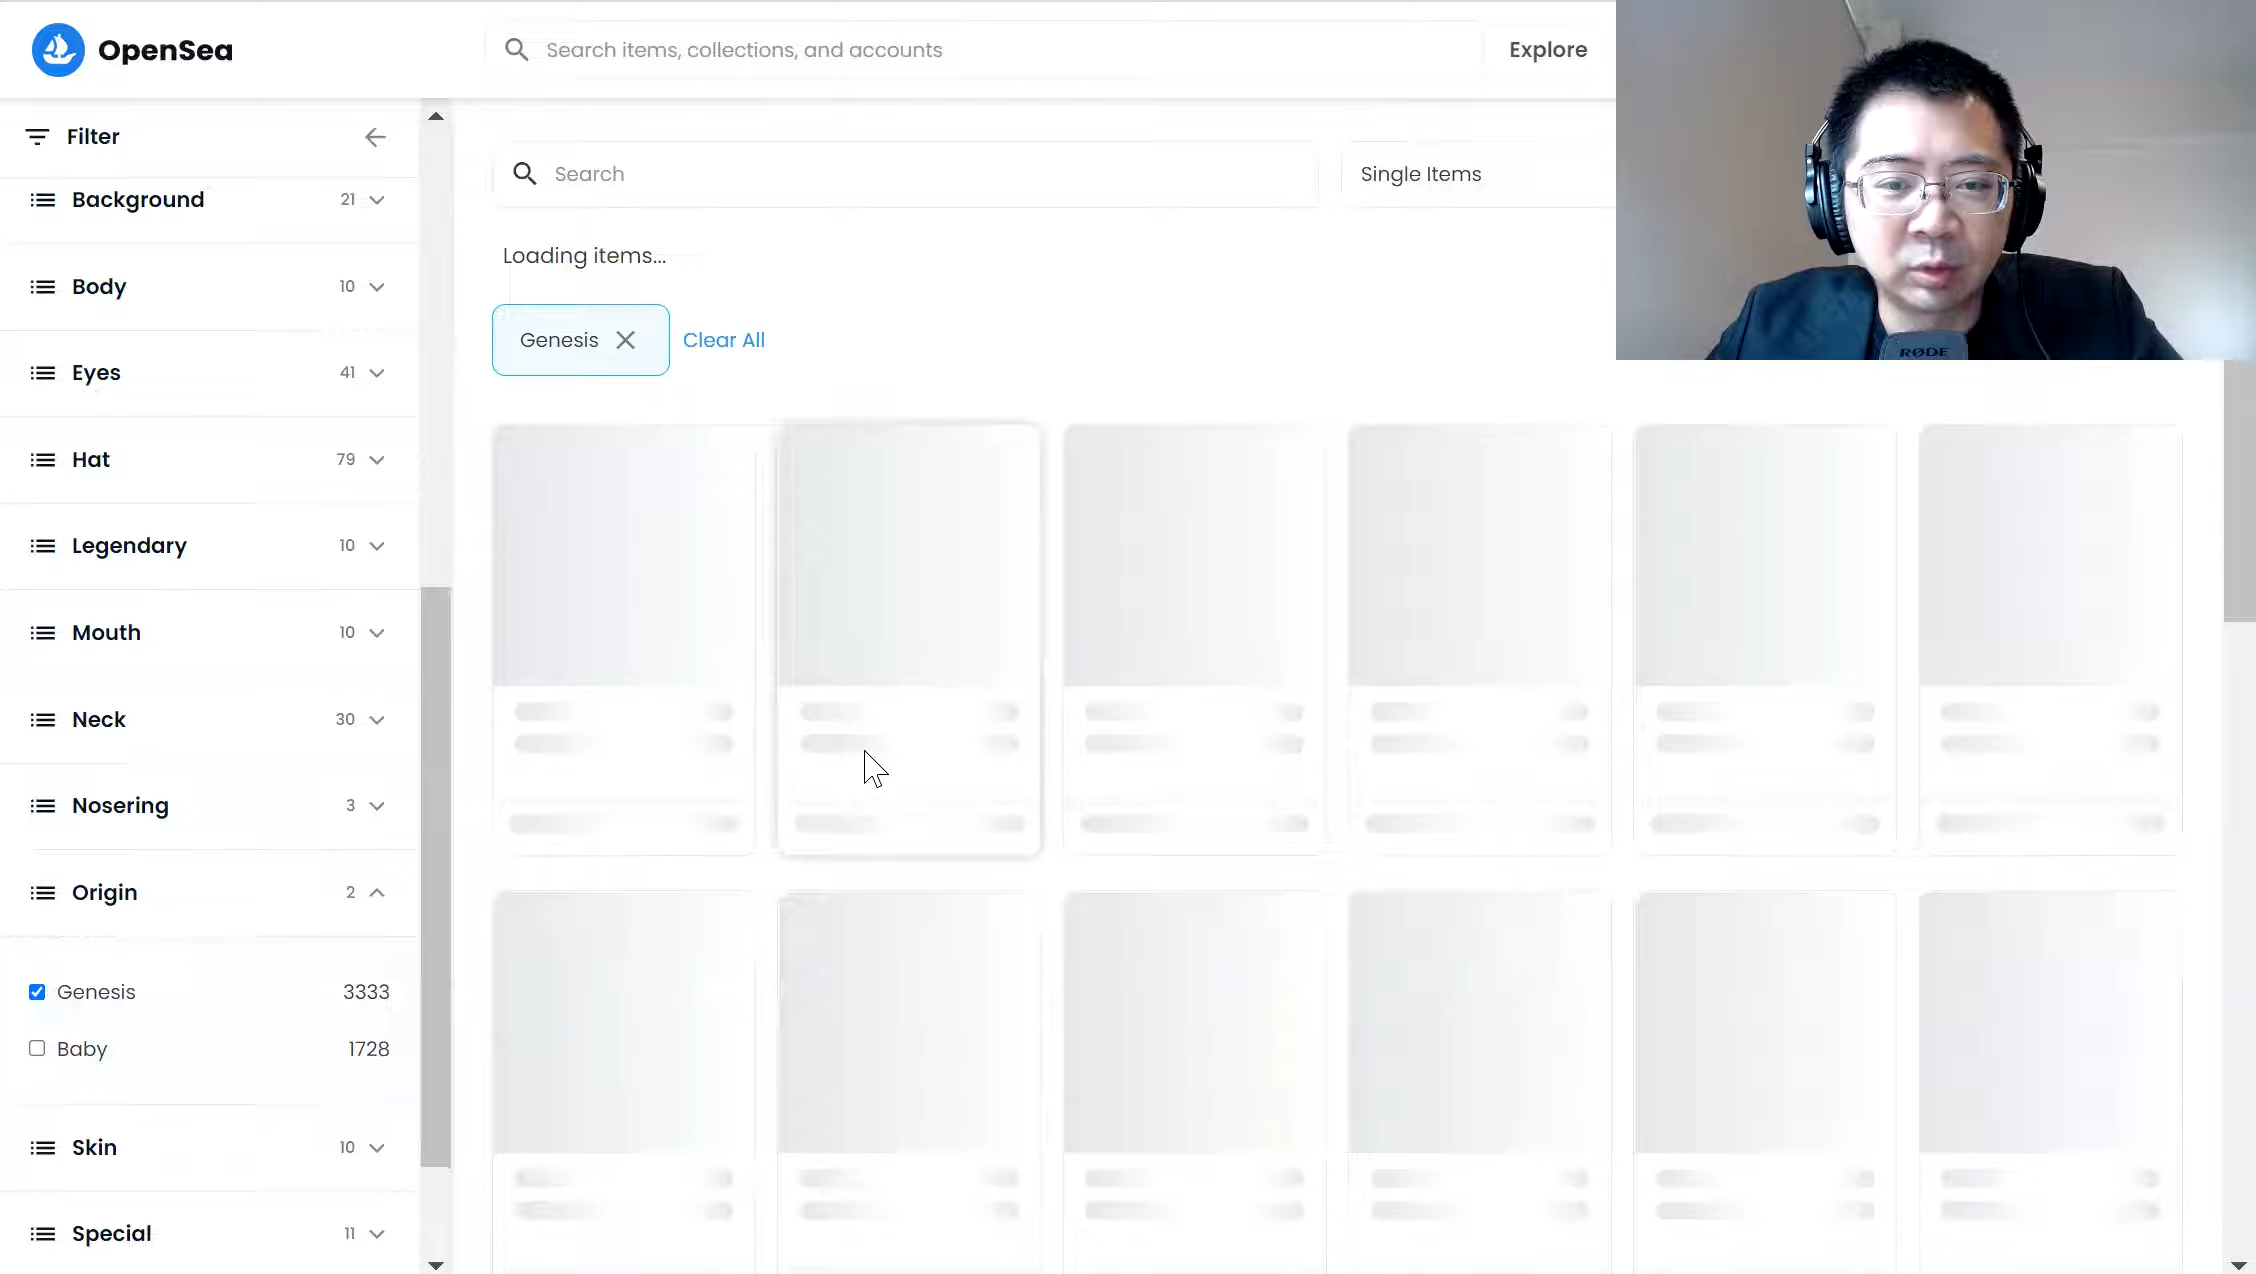 OpenSea
Search items, collections, and accounts
Explore
Filter
Background 21
Body 10
Eyes 41
Hat 79
Legendary 10
Mouth 10
Neck 30
Nosering 3
Origin 2
Genesis 3333
Baby 1728
Skin 10
Special 11
Search
Single Items
Loading items...
Genesis
Clear All
RØDE